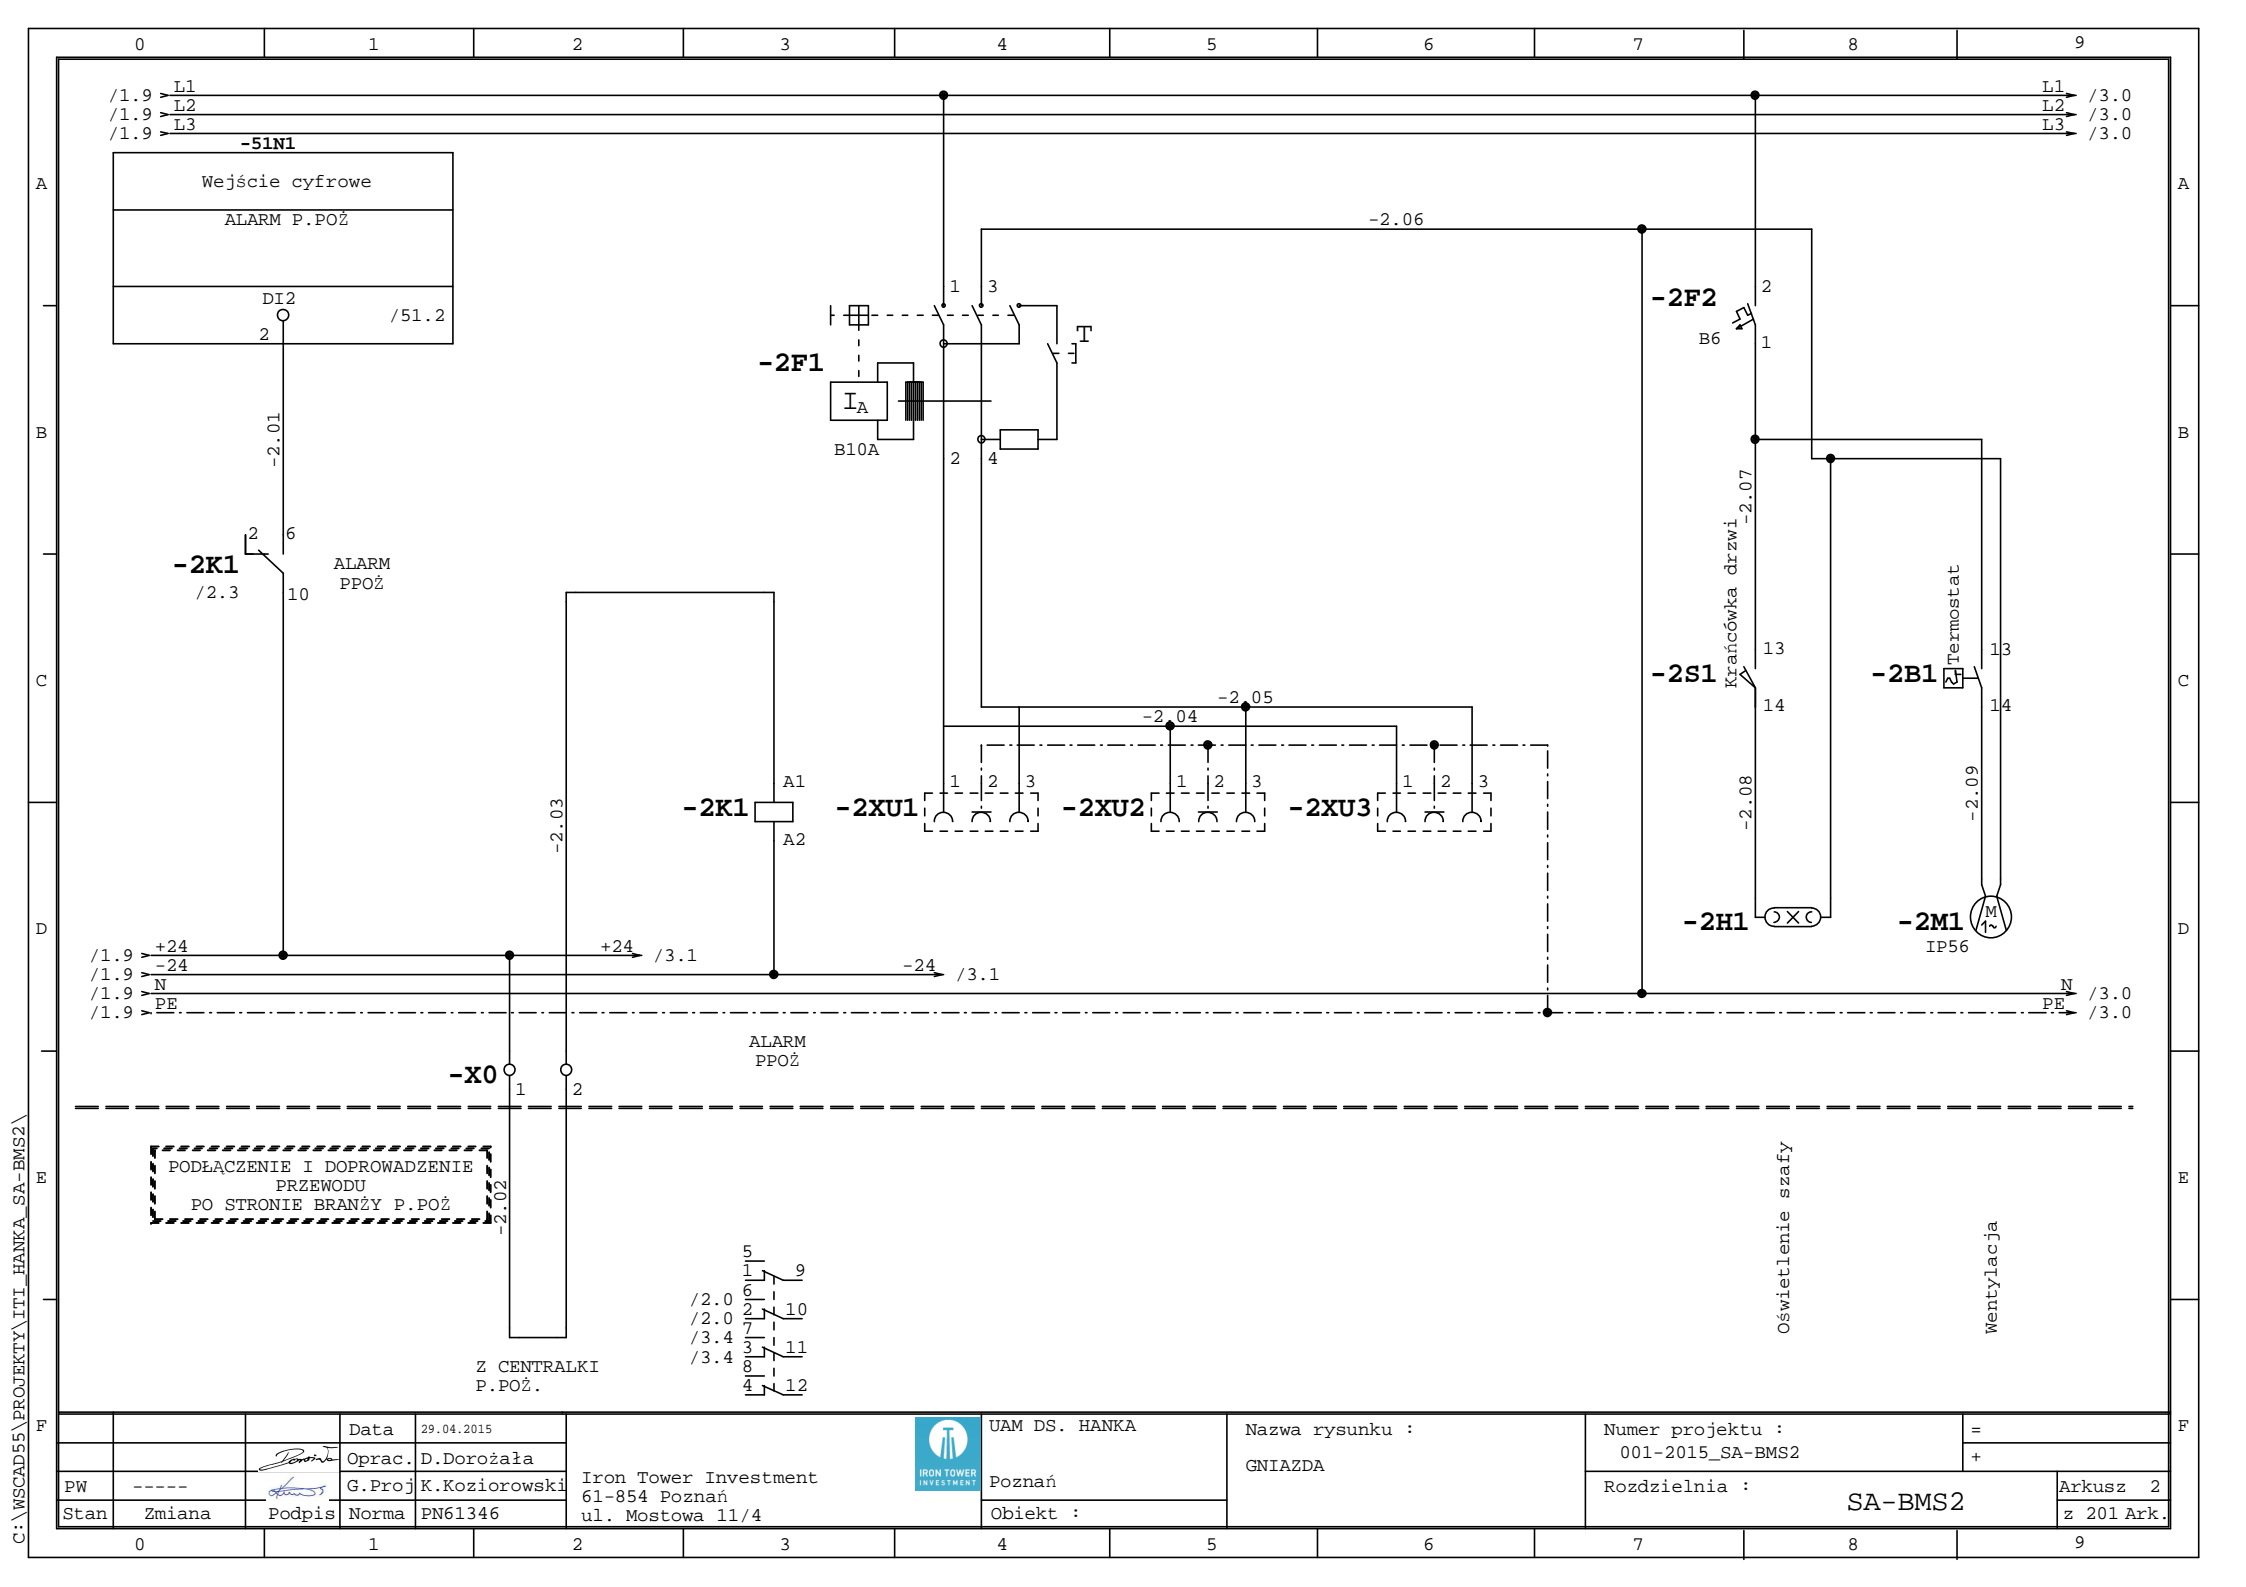 0 1 2 3 4 5 6 7 8 9
/1.9 L1 L1 /3.0
/1.9 L2 L2 /3.0
/1.9 L3 L3 /3.0
-51N1
A Wejście cyfrowe A
ALARM P.POŻ
-2.06
DI2
2 /51.2
1 3
-2F1
T
I A
B10A
2 4
-2F2
2
B6
1
B B
-2.01
2 6
-2K1
/2.3
10
ALARM
PPOŻ
-2.07
Krańcówka drzwi
13
-2S1
14
Termostat
13
-2B1
14
C C
-2.05
-2.04
A1
-2K1
A2
-2.03
1 2 3
-2XU1
1 2 3
-2XU2
1 2 3
-2XU3
-2.08
-2.09
-2H1
-2M1
M
1~
IP56
D D
/1.9 +24 +24 /3.1
/1.9 -24 -24 /3.1
/1.9 N N /3.0
/1.9 PE PE /3.0
ALARM
PPOŻ
-X0
1 2
E E
PODŁĄCZENIE I DOPROWADZENIE
PRZEWODU
PO STRONIE BRANŻY P.POŻ
-2.02
Oświetlenie szafy
Wentylacja
5
1 9
/2.0 6
/2.0 2 10
/3.4 7
/3.4 3 11
8
4 12
Z CENTRALKI
P.POŻ.
C:\WSCAD55\PROJEKTY\ITI_HANKA_SA-BMS2\
F F
Data 29.04.2015
Oprac. D.Dorożała
PW ----- G.Proj K.Koziorowski
Stan Zmiana Podpis Norma PN61346
Iron Tower Investment
61-854 Poznań
ul. Mostowa 11/4
IRON TOWER
INVESTMENT
UAM DS. HANKA
Poznań
Obiekt :
Nazwa rysunku :
GNIAZDA
Numer projektu :
001-2015_SA-BMS2
=
+
Rozdzielnia :
SA-BMS2
Arkusz 2
z 201 Ark.
0 1 2 3 4 5 6 7 8 9